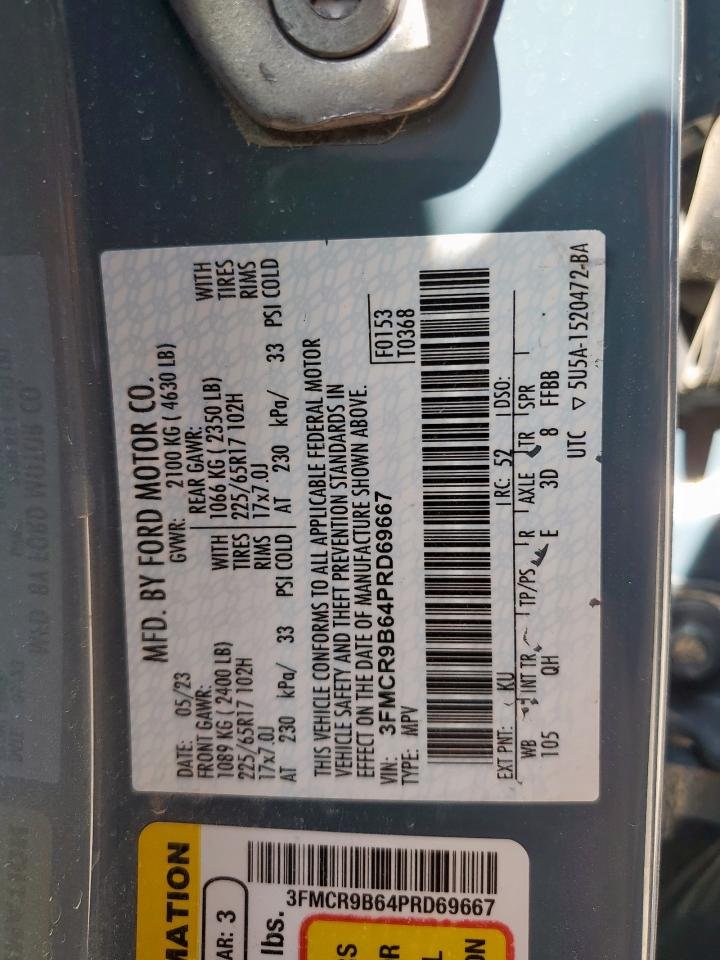 MFD. BY FORD MOTOR CO.
DATE: 05/23 GVWR: 2100 KG ( 4630 LB)
FRONT GAWR: REAR GAWR: WITH
1089 KG ( 2400 LB) WITH 1066 KG ( 2350 LB) TIRES
225/65R17 102H TIRES 225/65R17 102H RIMS
17x7.0J RIMS 17x7.0J
AT 230 kPa/ 33 PSI COLD AT 230 kPa/ 33 PSI COLD
THIS VEHICLE CONFORMS TO ALL APPLICABLE FEDERAL MOTOR
VEHICLE SAFETY AND THEFT PREVENTION STANDARDS IN
EFFECT ON THE DATE OF MANUFACTURE SHOWN ABOVE.
VIN: 3FMCR9B64PRD69667 F0153
TYPE: MPV T0368
EXT PNT: KU RC: 52 DSO:
WB INT TR TP/PS R AXLE TR SPR
105 QH E 3D 8 FFBB
UTC ▽ 5U5A-1520472-BA
3FMCR9B64PRD69667
MATION
AR: 3
lbs.